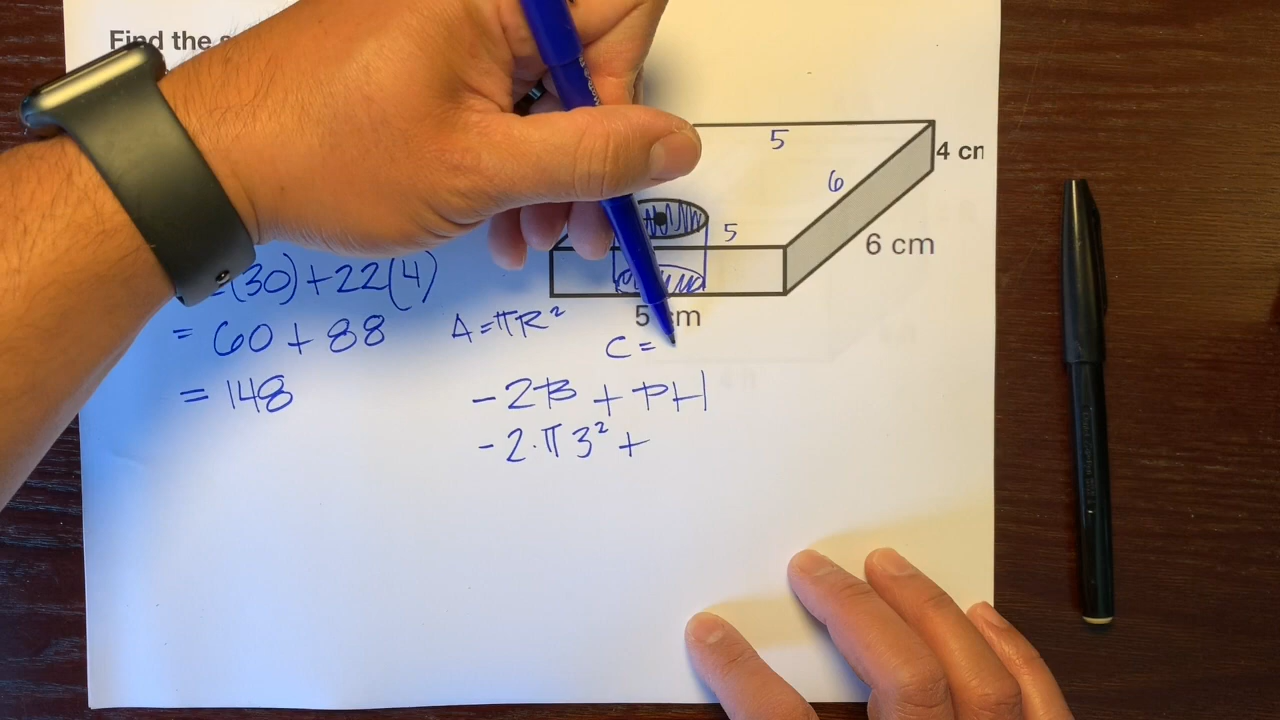 Find the
5
4 cm
6
5
6 cm
(30)+22(4)
5 cm
= 60 + 88
A = πR²
C =
= 148
-2B + PH
-2·π3² +